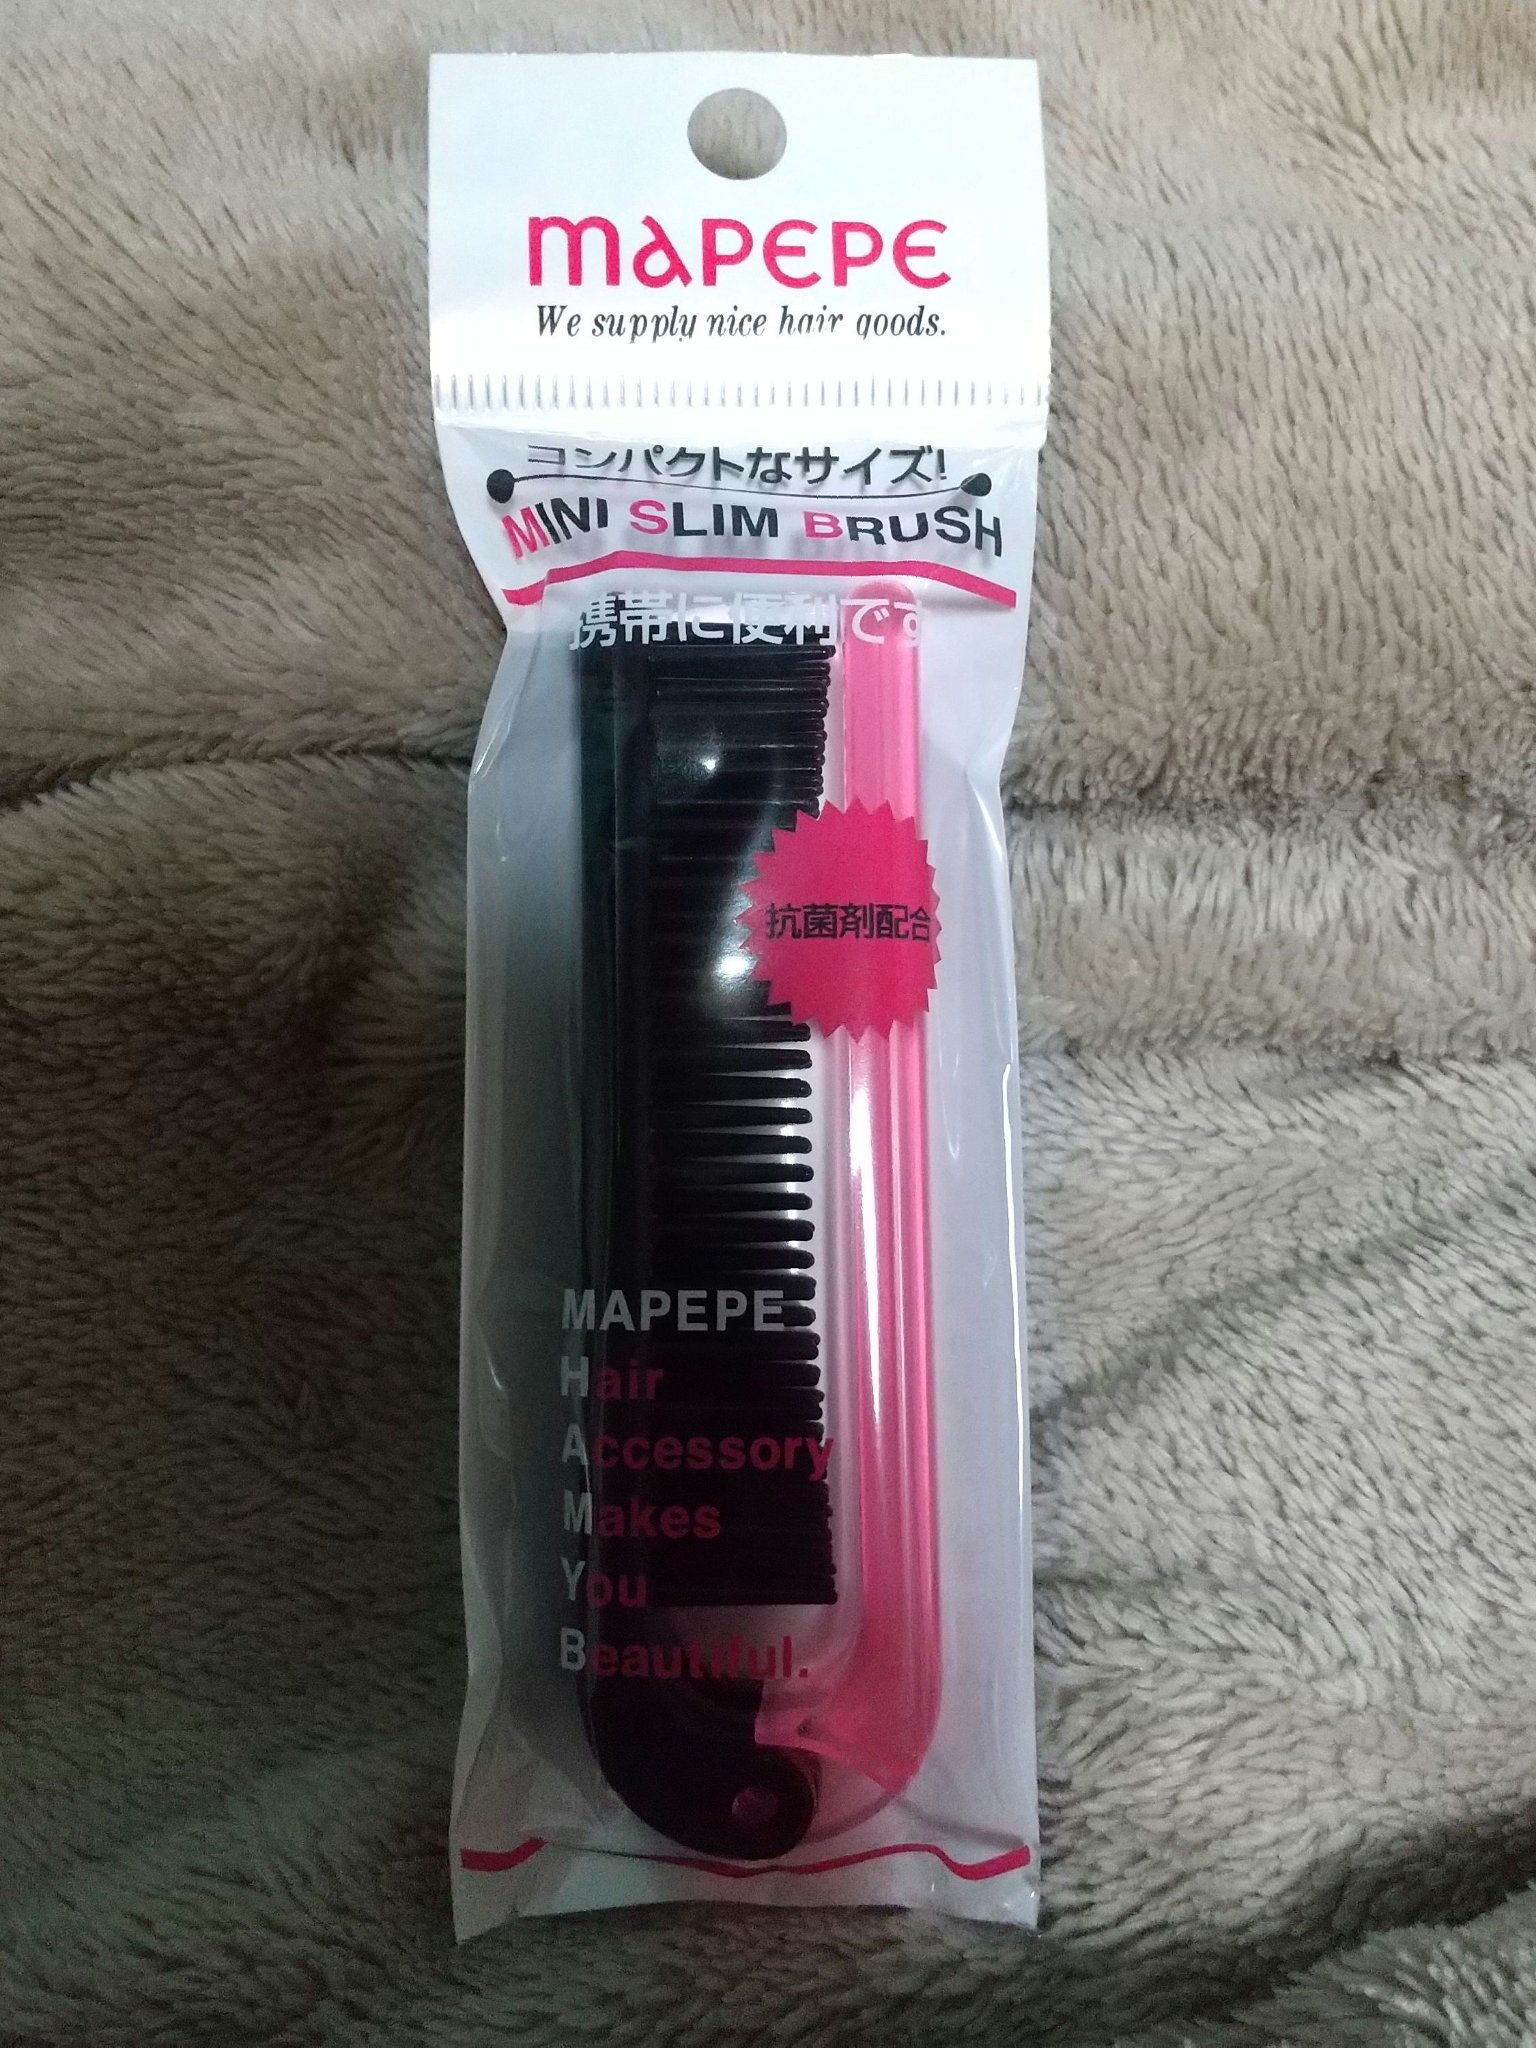 MAPEPE
We supply nice hair goods.
コンパクトなサイズ!
MINI SLIM BRUSH
携帯に便利です
抗菌剤配合
MAPEPE
Hair
Accessory
Makes
You
Beautiful.